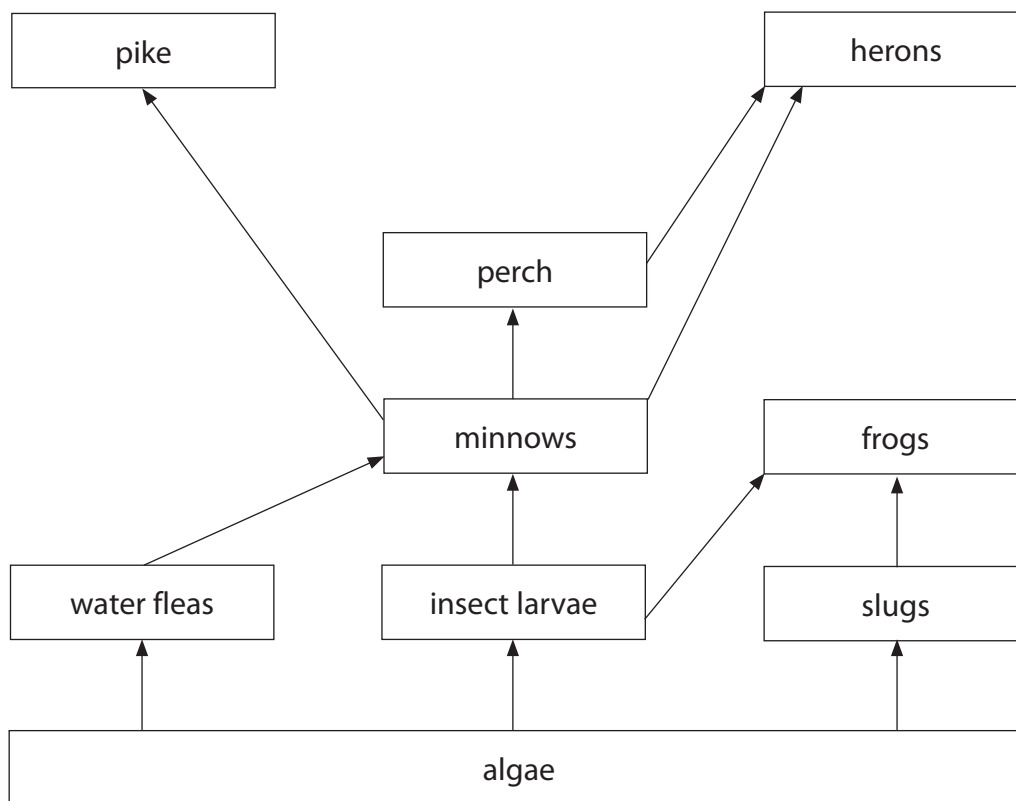 pike
herons
perch
minnows
frogs
water fleas
insect larvae
slugs
algae